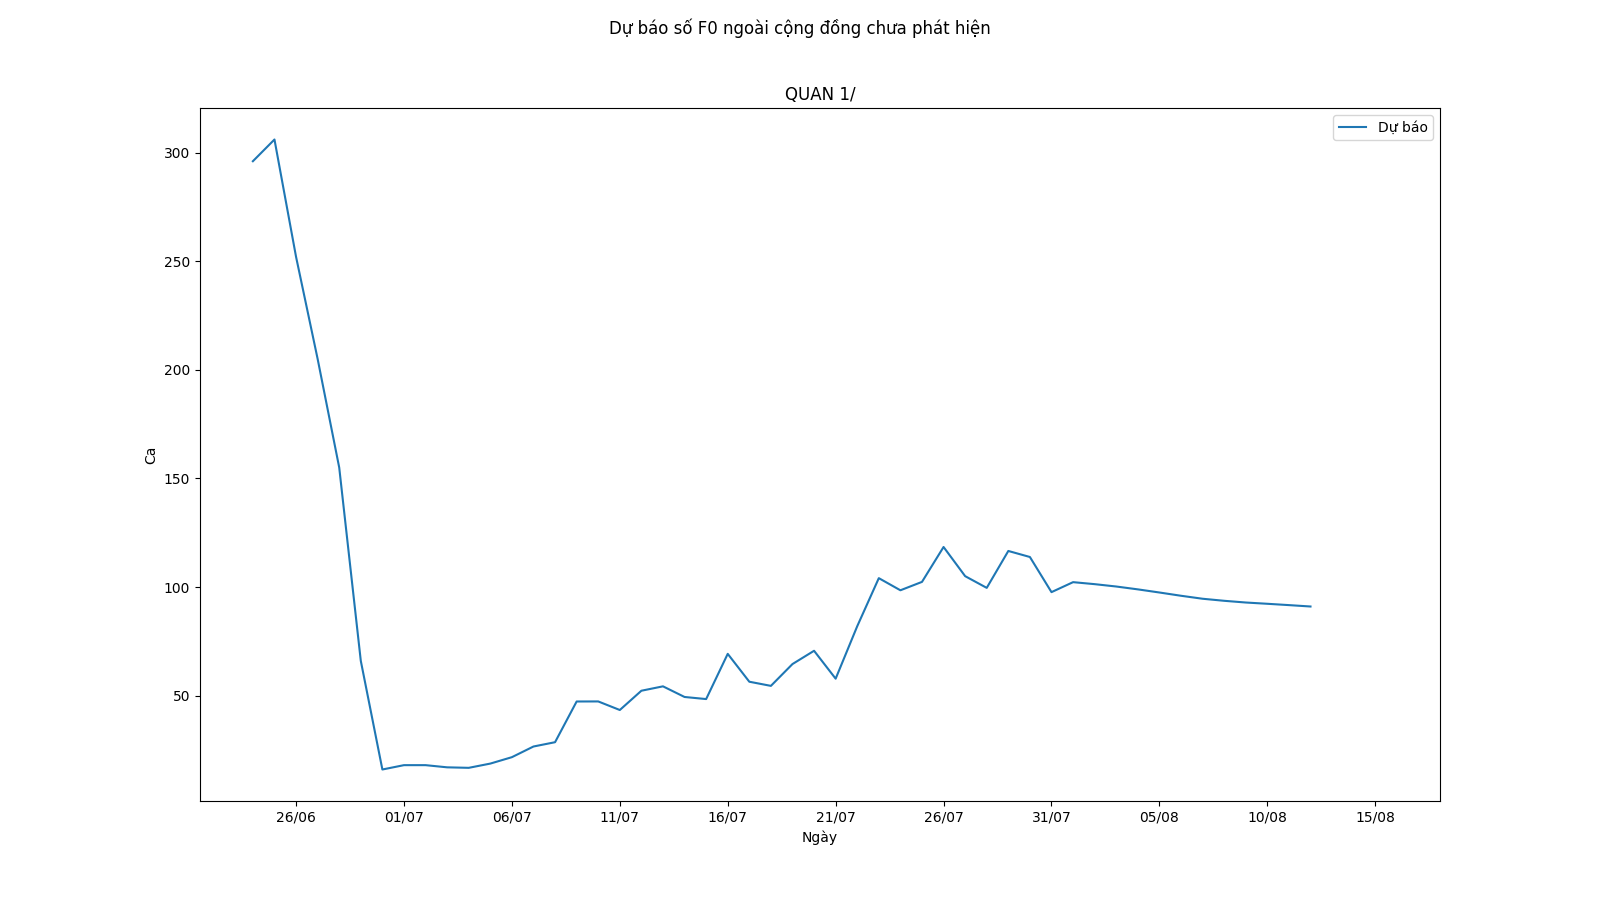 Dự báo số F0 ngoài cộng đồng chưa phát hiện
QUAN 1/
Dự báo
300
250
200
150
100
50
Ca
26/06 01/07 06/07 11/07 16/07 21/07 26/07 31/07 05/08 10/08 15/08
Ngày